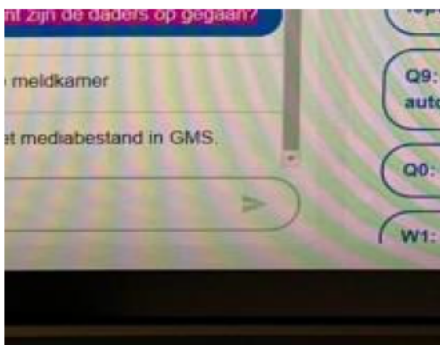 nt zijn de daders op gegaan?
meldkamer
et mediabestand in GMS.
Q9:
auto
Q0:
W1: